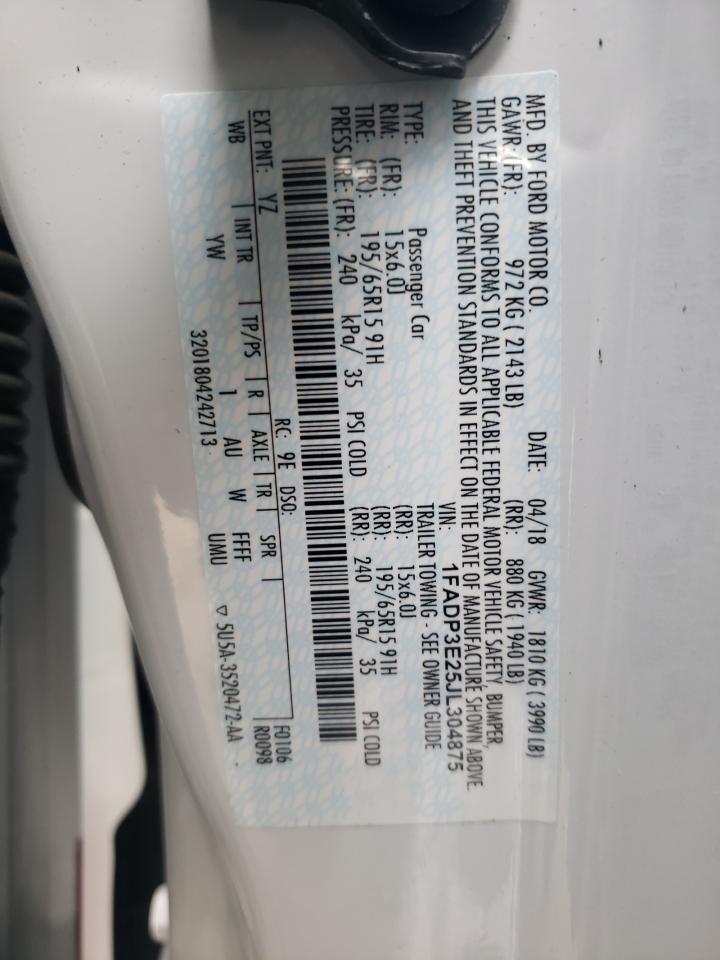 MFD. BY FORD MOTOR CO. DATE: 04/18 GVWR: 1810 KG ( 3990 LB)
GAWR:(FR): 972 KG ( 2143 LB) (RR): 880 KG ( 1940 LB)
THIS VEHICLE CONFORMS TO ALL APPLICABLE FEDERAL MOTOR VEHICLE SAFETY, BUMPER,
AND THEFT PREVENTION STANDARDS IN EFFECT ON THE DATE OF MANUFACTURE SHOWN ABOVE.
VIN: 1FADP3E25JL304875
TYPE: Passenger Car TRAILER TOWING - SEE OWNER GUIDE
RIM: (FR): 15x6.0J (RR): 15x6.0J
TIRE: (FR): 195/65R15 91H (RR): 195/65R15 91H
PRESSURE: (FR): 240 kPa/ 35 PSI COLD (RR): 240 kPa/ 35 PSI COLD
RC: 9E DSO: F0106
EXT PNT: YZ R0098
WB INT TR TP/PS R AXLE TR SPR
YW 1 AU W FFFF
3201804242713 UMU ▽ 5U5A-3520472-AA